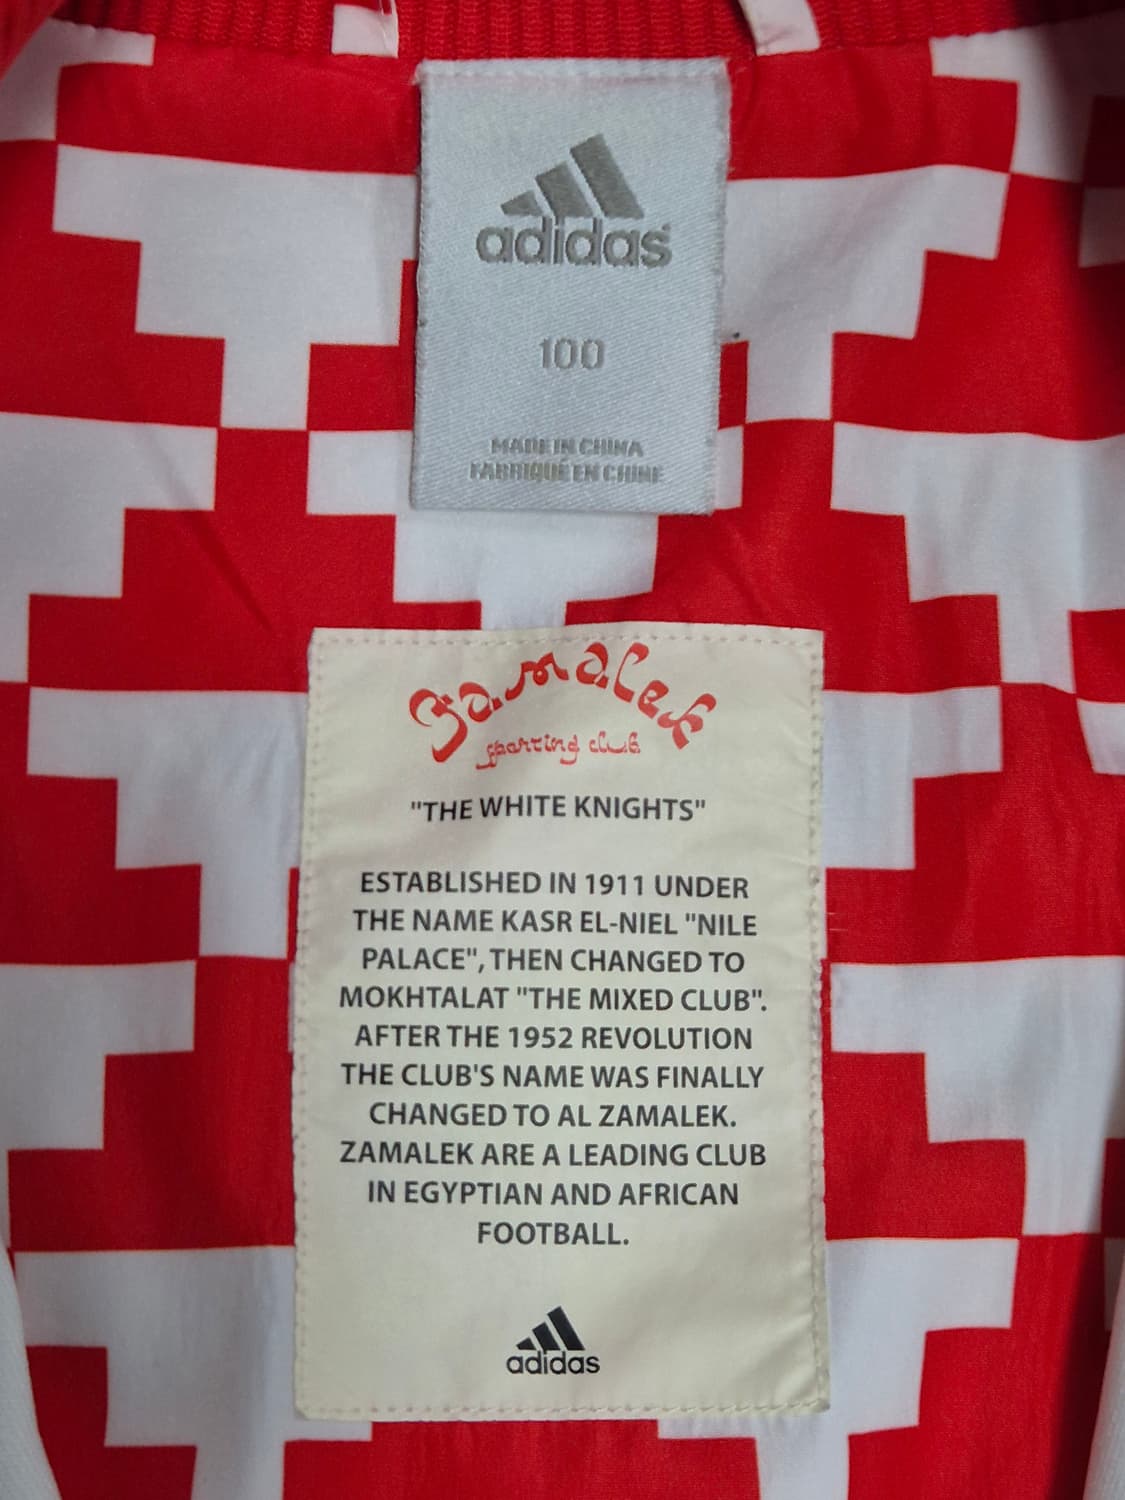 adidas
100
MADE IN CHINA
FABRIQUÉ EN CHINE
Zamalek
sporting club
"THE WHITE KNIGHTS"
ESTABLISHED IN 1911 UNDER
THE NAME KASR EL-NIEL "NILE
PALACE", THEN CHANGED TO
MOKHTALAT "THE MIXED CLUB".
AFTER THE 1952 REVOLUTION
THE CLUB'S NAME WAS FINALLY
CHANGED TO AL ZAMALEK.
ZAMALEK ARE A LEADING CLUB
IN EGYPTIAN AND AFRICAN
FOOTBALL.
adidas